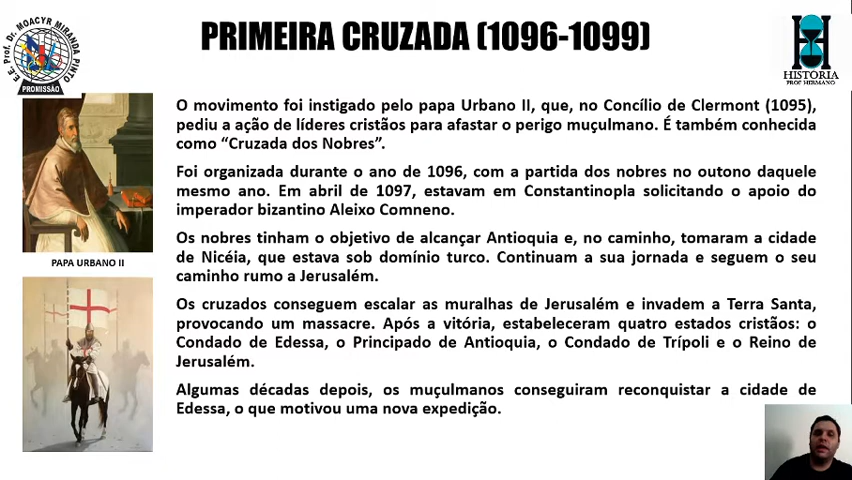 PRIMEIRA CRUZADA (1096-1099)
E.E. Prof. Dr. MOACYR MIRANDA PINTO
PROMISSÃO
HISTORIA
PROF HERMANO
O movimento foi instigado pelo papa Urbano II, que, no Concílio de Clermont (1095),
pediu a ação de líderes cristãos para afastar o perigo muçulmano. É também conhecida
como “Cruzada dos Nobres”.
Foi organizada durante o ano de 1096, com a partida dos nobres no outono daquele
mesmo ano. Em abril de 1097, estavam em Constantinopla solicitando o apoio do
imperador bizantino Aleixo Comneno.
Os nobres tinham o objetivo de alcançar Antioquia e, no caminho, tomaram a cidade
de Nicéia, que estava sob domínio turco. Continuam a sua jornada e seguem o seu
caminho rumo a Jerusalém.
Os cruzados conseguem escalar as muralhas de Jerusalém e invadem a Terra Santa,
provocando um massacre. Após a vitória, estabeleceram quatro estados cristãos: o
Condado de Edessa, o Principado de Antioquia, o Condado de Trípoli e o Reino de
Jerusalém.
Algumas décadas depois, os muçulmanos conseguiram reconquistar a cidade de
Edessa, o que motivou uma nova expedição.
PAPA URBANO II